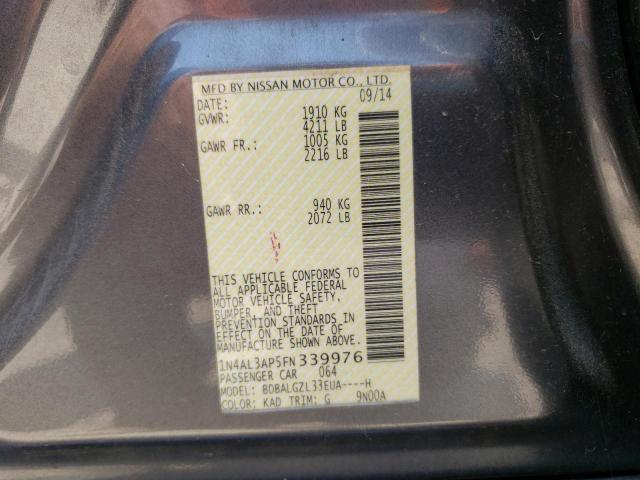 MFD BY NISSAN MOTOR CO., LTD.
DATE: 09/14
GVWR: 1910 KG
4211 LB
GAWR FR.: 1005 KG
2216 LB
GAWR RR.: 940 KG
2072 LB
THIS VEHICLE CONFORMS TO
ALL APPLICABLE FEDERAL
MOTOR VEHICLE SAFETY,
BUMPER, AND THEFT
PREVENTION STANDARDS IN
EFFECT ON THE DATE OF
MANUFACTURE SHOWN ABOVE.
1N4AL3AP5FN339976
PASSENGER CAR 064
MODEL: BDBALGZL33EUA----H
COLOR: KAD TRIM: G 9N00A